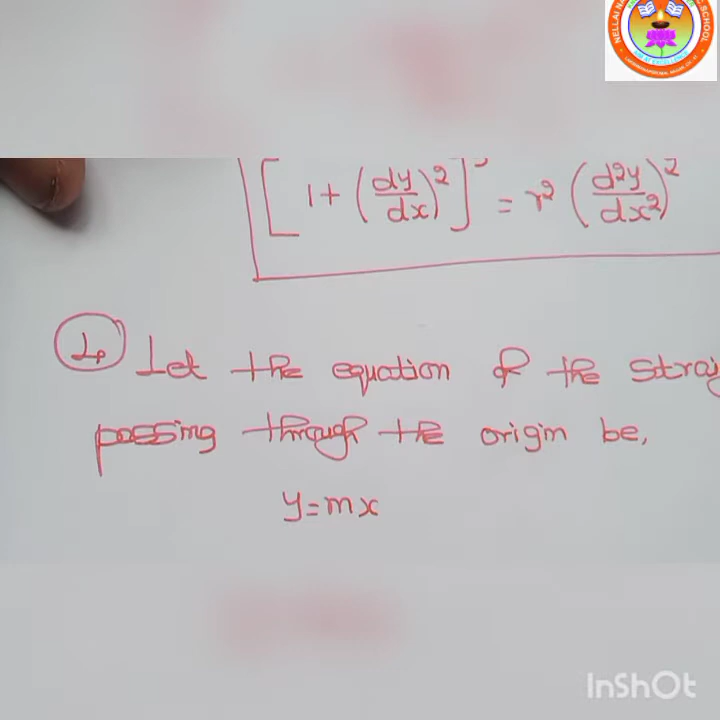 [1+(dy/dx)²]³ = r² (d²y/dx²)²
4. Let the equation of the
passing through the origin be,
y=mx
InShOt